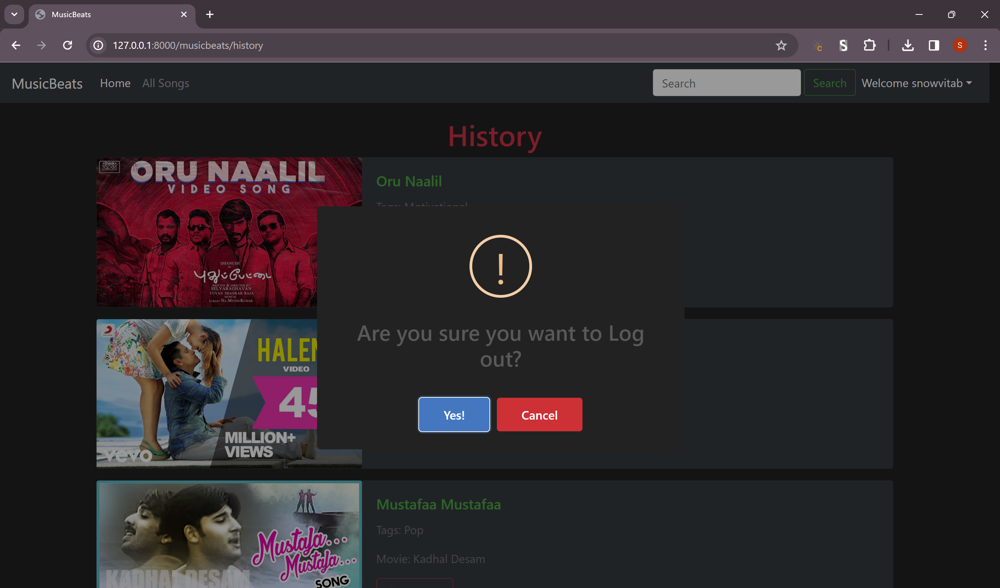 MusicBeats
127.0.0.1:8000/musicbeats/history
S
C
S
MusicBeats
Home
All Songs
Search
Search
Welcome snowvitab
History
•think•
TAPES
ORU NAALIL
VIDEO SONG
DHANUSH
IN
புதுப்பேட்டை
WRITTEN & DIRECTED BY
SELVARAGHAVAN
YUVAN SHANKAR RAJA
MUSICAL
LYRICIST NA.MUTHUKUMAR
Oru Naalil
Tags: Motivational
!
Are you sure you want to Log
out?
Yes!
Cancel
VIDEO
MILLION+
VIEWS
vevo
Mustafa...
Mustafa...
SONG
KADHAL DESAM
Mustafaa Mustafaa
Tags: Pop
Movie: Kadhal Desam